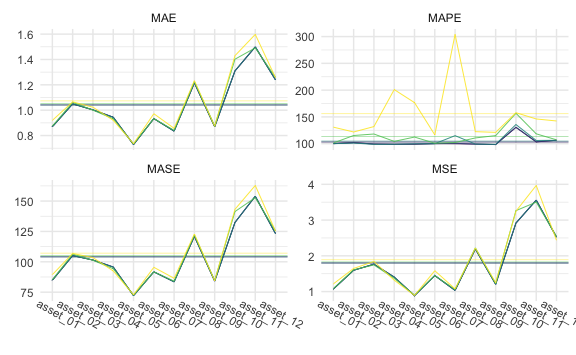 MAE
MAPE
1.6
1.4
1.2
1.0
0.8
300
250
200
150
100
MASE
MSE
150
125
100
75
4
3
2
1
asset_01
asset_02
asset_03
asset_04
asset_05
asset_06
asset_07
asset_08
asset_09
asset_10
asset_11
asset_12
asset_01
asset_02
asset_03
asset_04
asset_05
asset_06
asset_07
asset_08
asset_09
asset_10
asset_11
asset_1